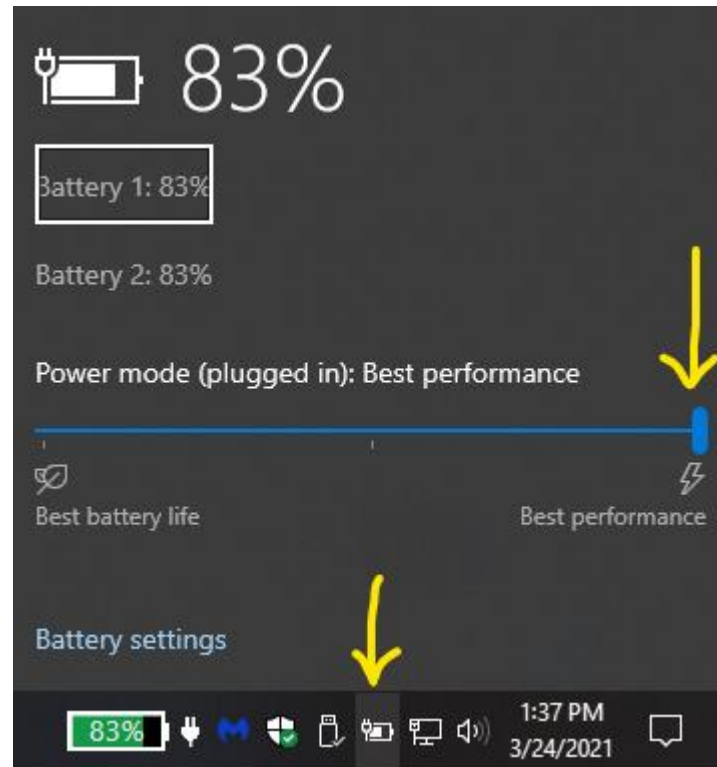 83%
Battery 1: 83%
Battery 2: 83%
Power mode (plugged in): Best performance
Best battery life Best performance
Battery settings
83% 1:37 PM
3/24/2021